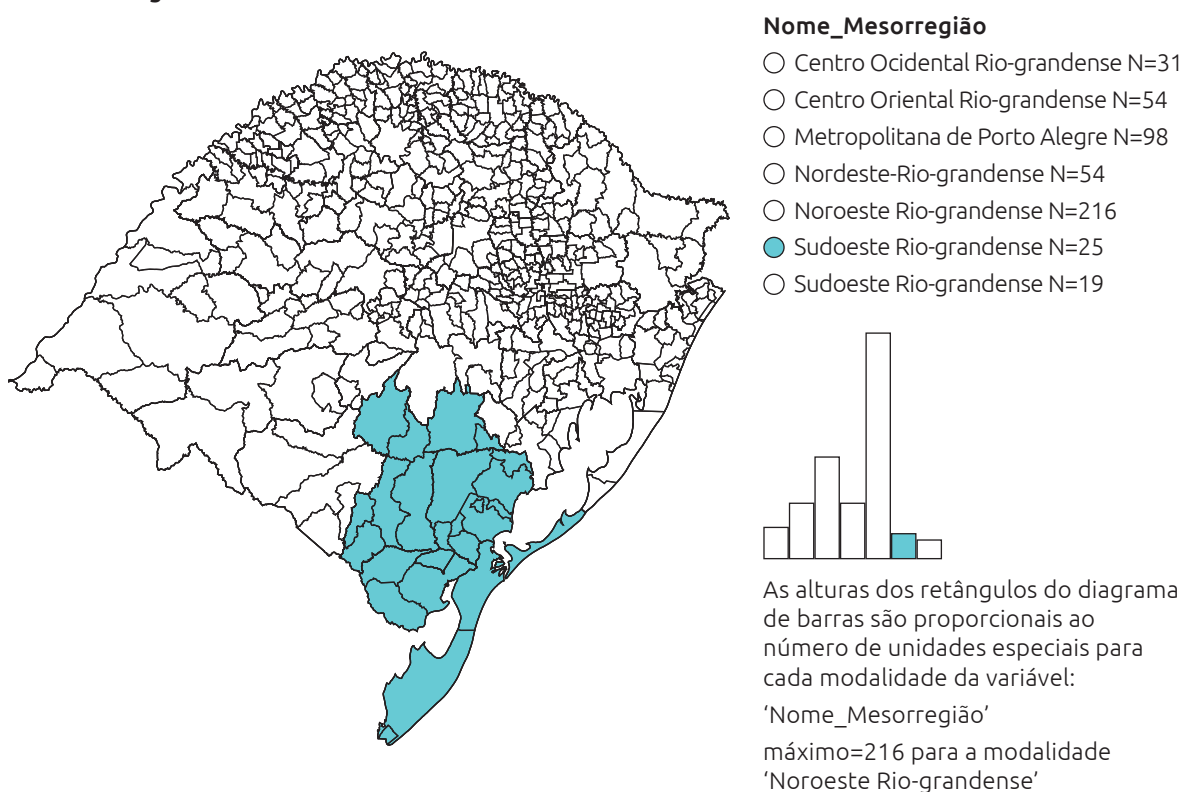 Nome_Mesorregião
Centro Ocidental Rio-grandense N=31
Centro Oriental Rio-grandense N=54
Metropolitana de Porto Alegre N=98
Nordeste-Rio-grandense N=54
Noroeste Rio-grandense N=216
Sudoeste Rio-grandense N=25
Sudoeste Rio-grandense N=19
As alturas dos retângulos do diagrama
de barras são proporcionais ao
número de unidades especiais para
cada modalidade da variável:
‘Nome_Mesorregião’
máximo=216 para a modalidade
‘Noroeste Rio-grandense’